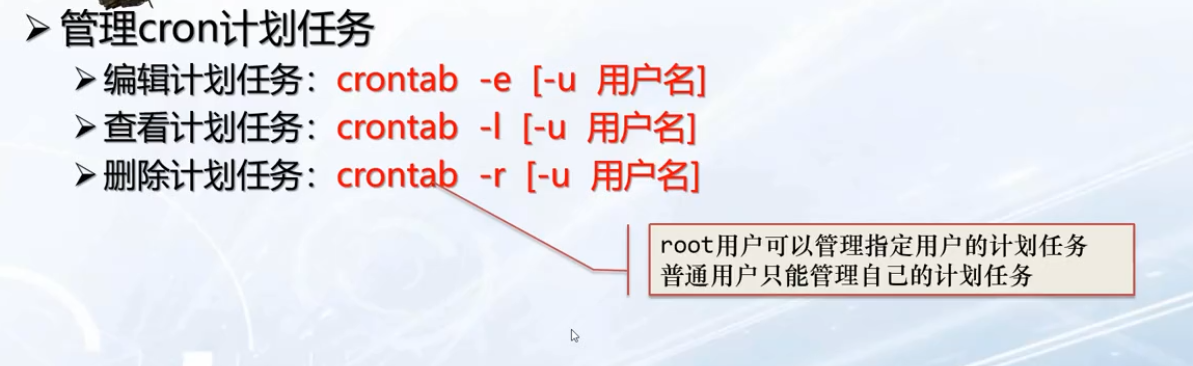 管理cron计划任务
编辑计划任务：crontab -e [-u 用户名]
查看计划任务：crontab -l [-u 用户名]
删除计划任务：crontab -r [-u 用户名]
root用户可以管理指定用户的计划任务
普通用户只能管理自己的计划任务